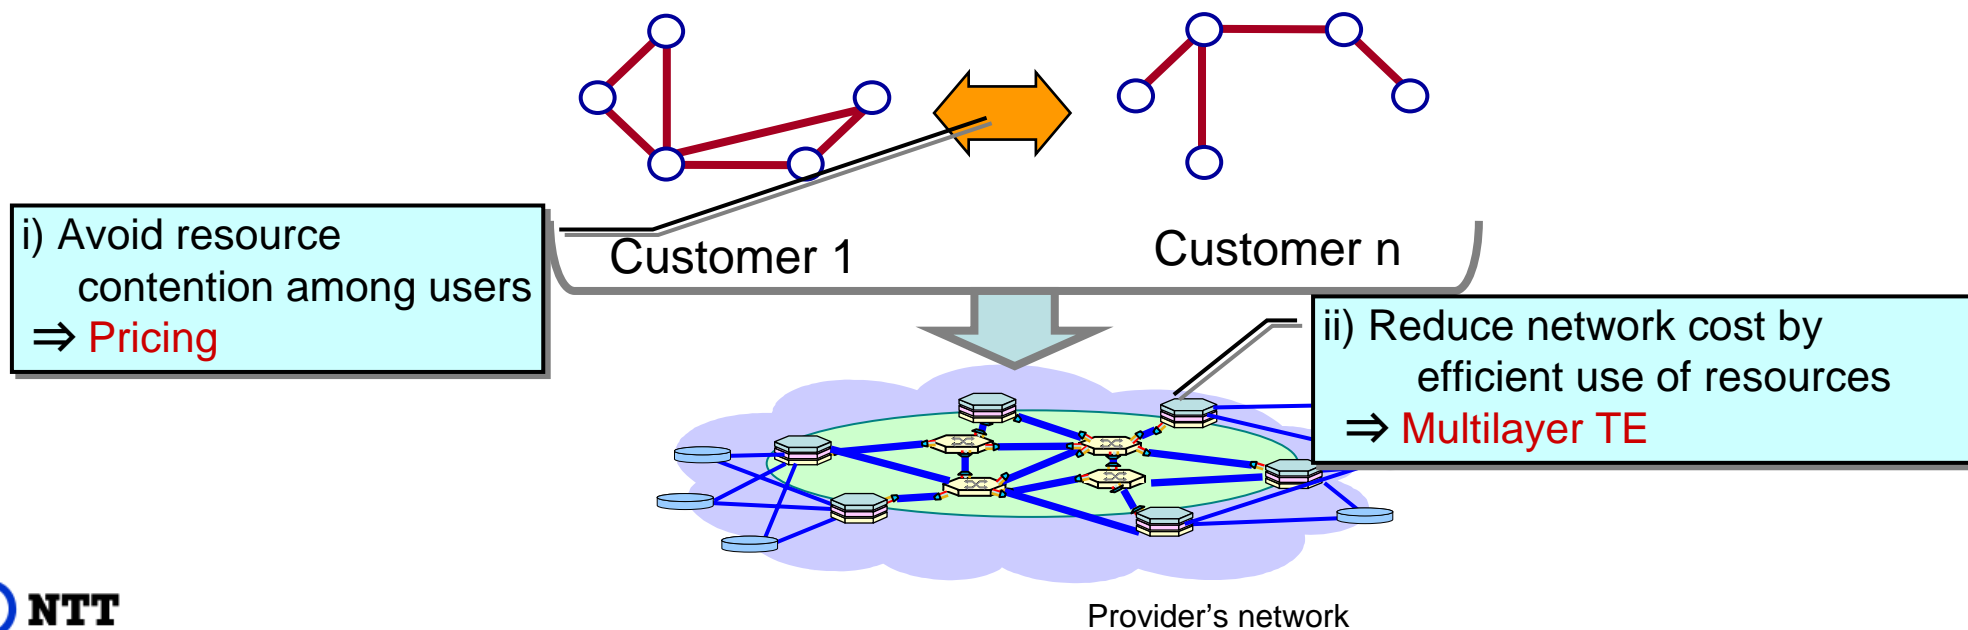 i) Avoid resource
contention among users
⇒ Pricing
Customer 1
Customer n
ii) Reduce network cost by
efficient use of resources
⇒ Multilayer TE
Provider's network
NTT